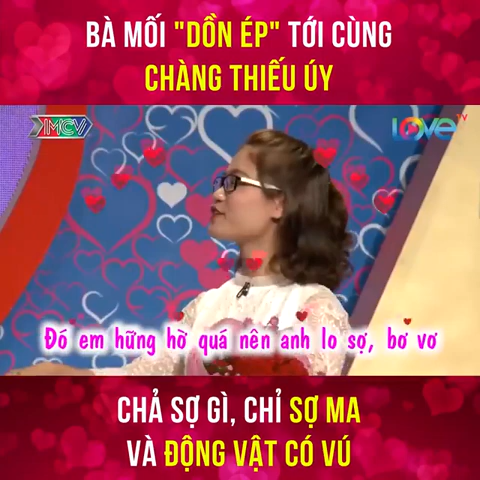 BÀ MỐI "DỒN ÉP" TỚI CÙNG
CHÀNG THIẾU ÚY
IMCV
LOVE TV
Đó em hững hờ quá nên anh lo sợ, bơ vơ
CHẢ SỢ GÌ, CHỈ SỢ MA
VÀ ĐỘNG VẬT CÓ VÚ